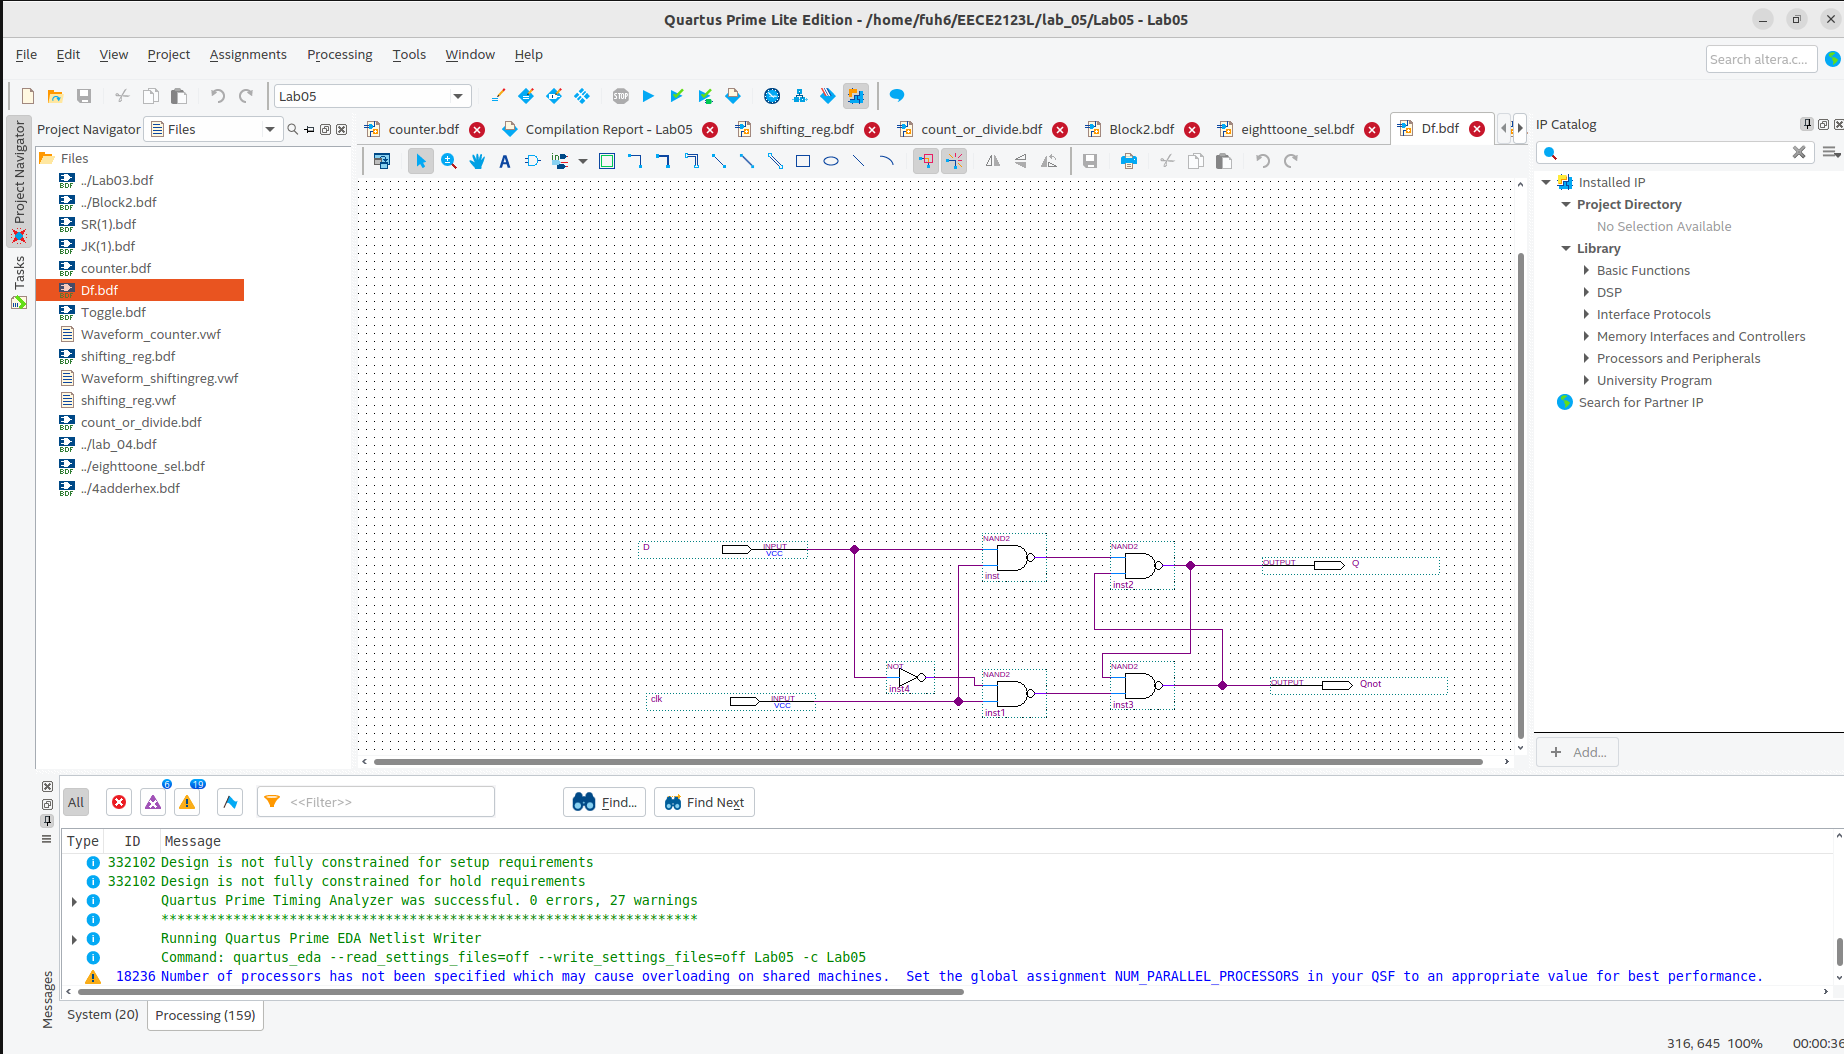 Quartus Prime Lite Edition - /home/fuh6/EECE2123L/lab_05/Lab05 - Lab05
File Edit View Project Assignments Processing Tools Window Help
Search altera.c...
Lab05
Project Navigator Files
counter.bdf Compilation Report - Lab05 shifting_reg.bdf count_or_divide.bdf Block2.bdf eighttoone_sel.bdf Df.bdf
IP Catalog
Project Navigator
Tasks
Files
../Lab03.bdf
../Block2.bdf
SR(1).bdf
JK(1).bdf
counter.bdf
Df.bdf
Toggle.bdf
Waveform_counter.vwf
shifting_reg.bdf
Waveform_shiftingreg.vwf
shifting_reg.vwf
count_or_divide.bdf
../lab_04.bdf
../eighttoone_sel.bdf
../4adderhex.bdf
D
INPUT
VCC
NAND2
inst
NAND2
inst2
OUTPUT
Q
NOT
inst4
clk
INPUT
VCC
NAND2
inst1
NAND2
inst3
OUTPUT
Qnot
Installed IP
Project Directory
No Selection Available
Library
Basic Functions
DSP
Interface Protocols
Memory Interfaces and Controllers
Processors and Peripherals
University Program
Search for Partner IP
+ Add...
All
6
19
<<Filter>>
Find... Find Next
Type ID Message
332102 Design is not fully constrained for setup requirements
332102 Design is not fully constrained for hold requirements
Quartus Prime Timing Analyzer was successful. 0 errors, 27 warnings
*******************************************************************
Running Quartus Prime EDA Netlist Writer
Command: quartus_eda --read_settings_files=off --write_settings_files=off Lab05 -c Lab05
18236 Number of processors has not been specified which may cause overloading on shared machines. Set the global assignment NUM_PARALLEL_PROCESSORS in your QSF to an appropriate value for best performance.
Messages
System (20) Processing (159)
316, 645 100% 00:00:36